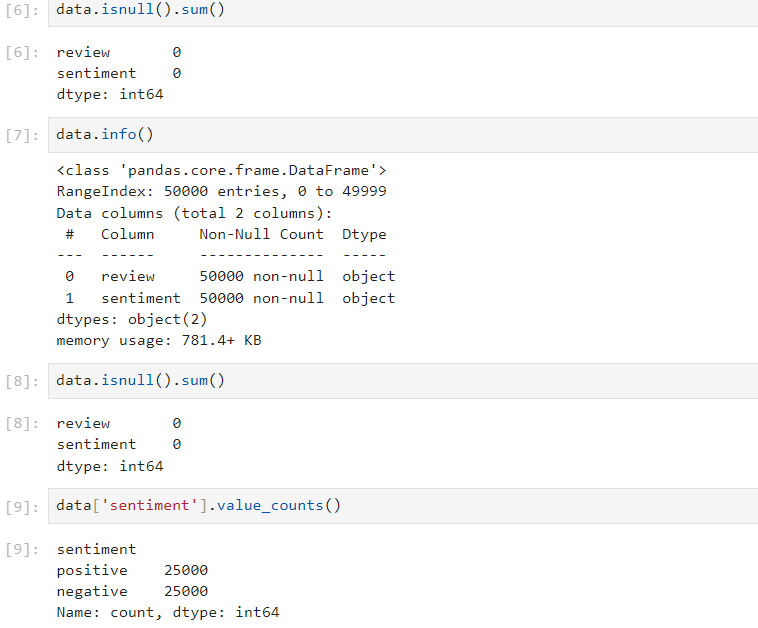 [6]: data.isnull().sum()
[6]: review       0
sentiment    0
dtype: int64
[7]: data.info()
<class 'pandas.core.frame.DataFrame'>
RangeIndex: 50000 entries, 0 to 49999
Data columns (total 2 columns):
 #   Column     Non-Null Count  Dtype
---  ------     --------------  -----
 0   review     50000 non-null  object
 1   sentiment  50000 non-null  object
dtypes: object(2)
memory usage: 781.4+ KB
[8]: data.isnull().sum()
[8]: review       0
sentiment    0
dtype: int64
[9]: data['sentiment'].value_counts()
[9]: sentiment
positive    25000
negative    25000
Name: count, dtype: int64